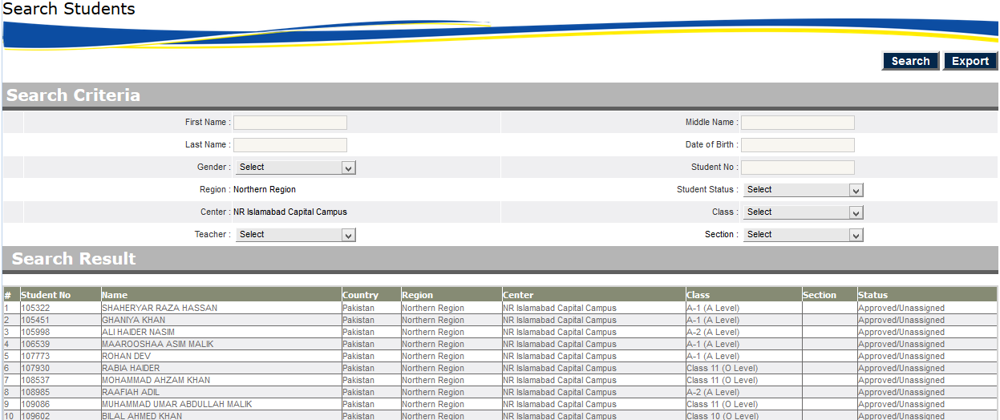 Search Students
Search Export
Search Criteria
First Name : Middle Name :
Last Name : Date of Birth :
Gender : Select Student No :
Region : Northern Region Student Status : Select
Center : NR Islamabad Capital Campus Class : Select
Teacher : Select Section : Select
Search Result
# Student No Name Country Region Center Class Section Status
1 105322 SHAHERYAR RAZA HASSAN Pakistan Northern Region NR Islamabad Capital Campus A-1 (A Level) Approved/Unassigned
2 105451 GHANIYA KHAN Pakistan Northern Region NR Islamabad Capital Campus A-1 (A Level) Approved/Unassigned
3 105998 ALI HAIDER NASIM Pakistan Northern Region NR Islamabad Capital Campus A-2 (A Level) Approved/Unassigned
4 106539 MAAROOSHAA ASIM MALIK Pakistan Northern Region NR Islamabad Capital Campus A-1 (A Level) Approved/Unassigned
5 107773 ROHAN DEV Pakistan Northern Region NR Islamabad Capital Campus A-1 (A Level) Approved/Unassigned
6 107930 RABIA HAIDER Pakistan Northern Region NR Islamabad Capital Campus Class 11 (O Level) Approved/Unassigned
7 108537 MOHAMMAD AHZAM KHAN Pakistan Northern Region NR Islamabad Capital Campus Class 11 (O Level) Approved/Unassigned
8 108985 RAAFIAH ADIL Pakistan Northern Region NR Islamabad Capital Campus A-2 (A Level) Approved/Unassigned
9 109086 MUHAMMAD UMAR ABDULLAH MALIK Pakistan Northern Region NR Islamabad Capital Campus Class 11 (O Level) Approved/Unassigned
10 109602 BILAL AHMED KHAN Pakistan Northern Region NR Islamabad Capital Campus Class 10 (O Level) Approved/Unassigned